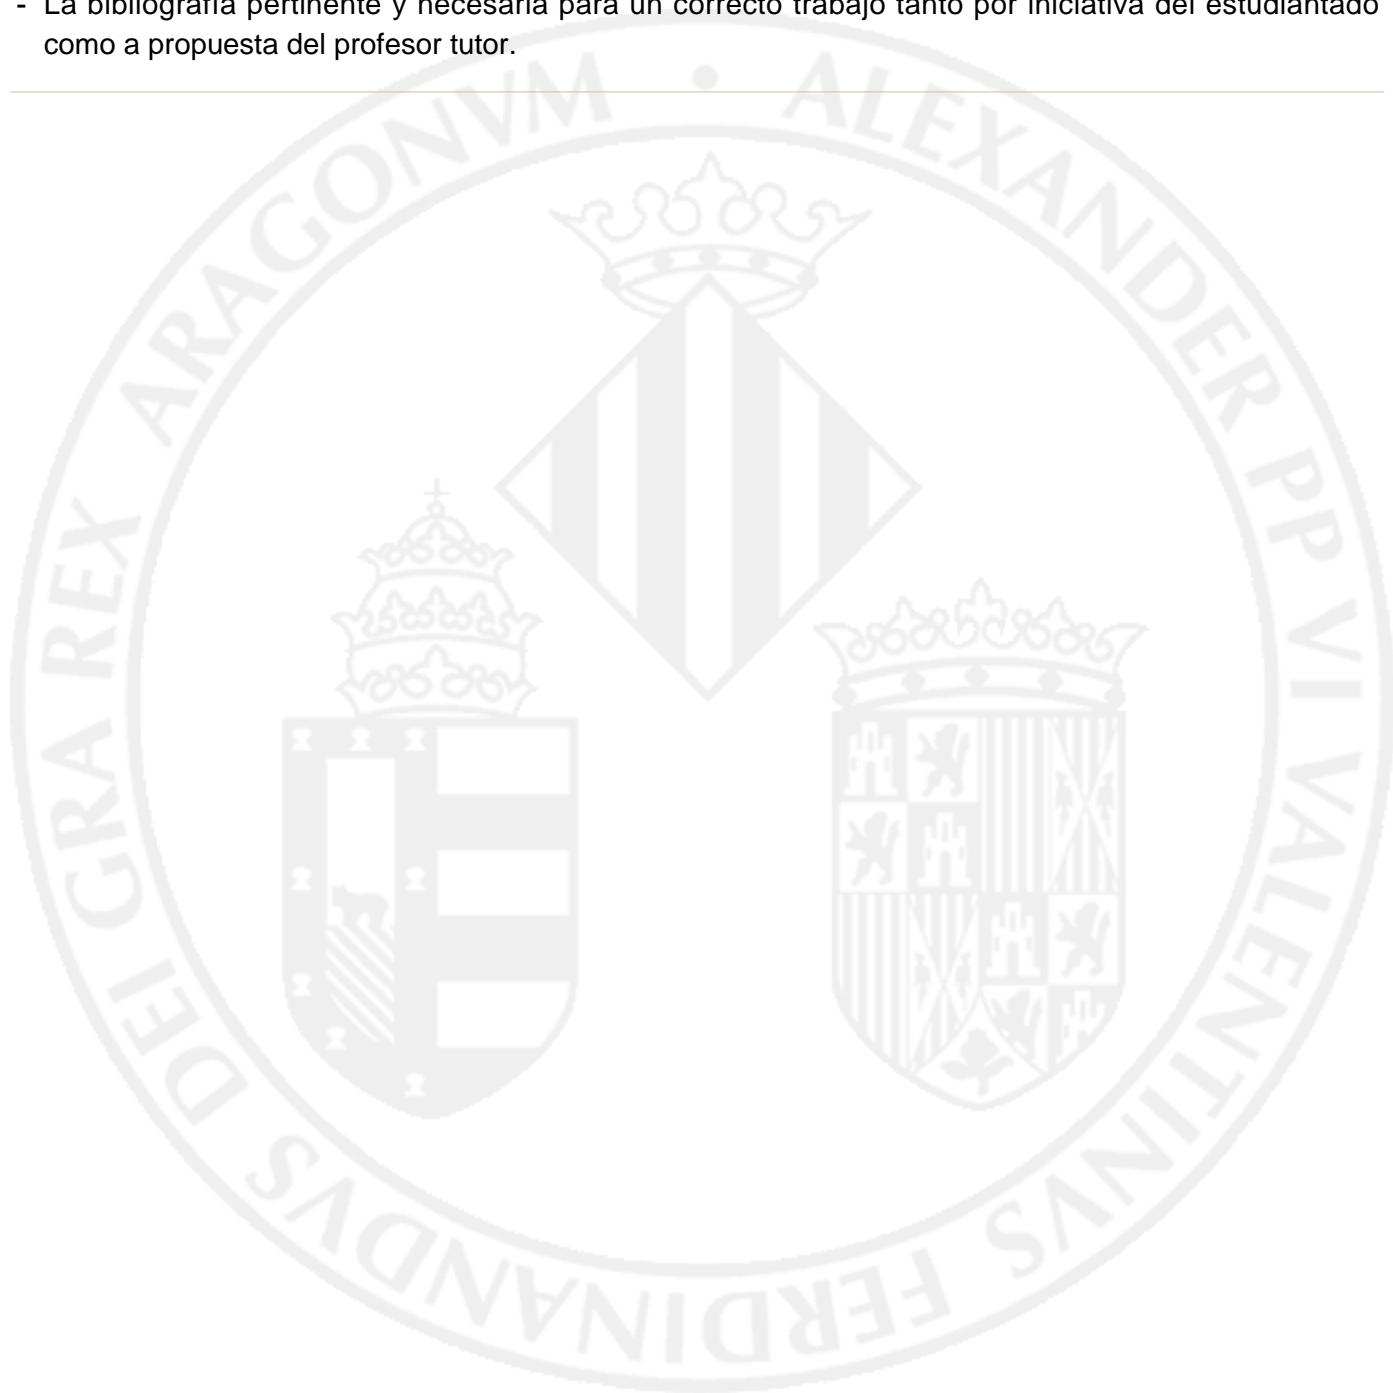 - La bibliografía pertinente y necesaria para un correcto trabajo tanto por iniciativa del estudiantado
como a propuesta del profesor tutor.
ALEXANDER PP VI VALENTINVS FERDINANDVS DEI GRA REX ARAGONVM